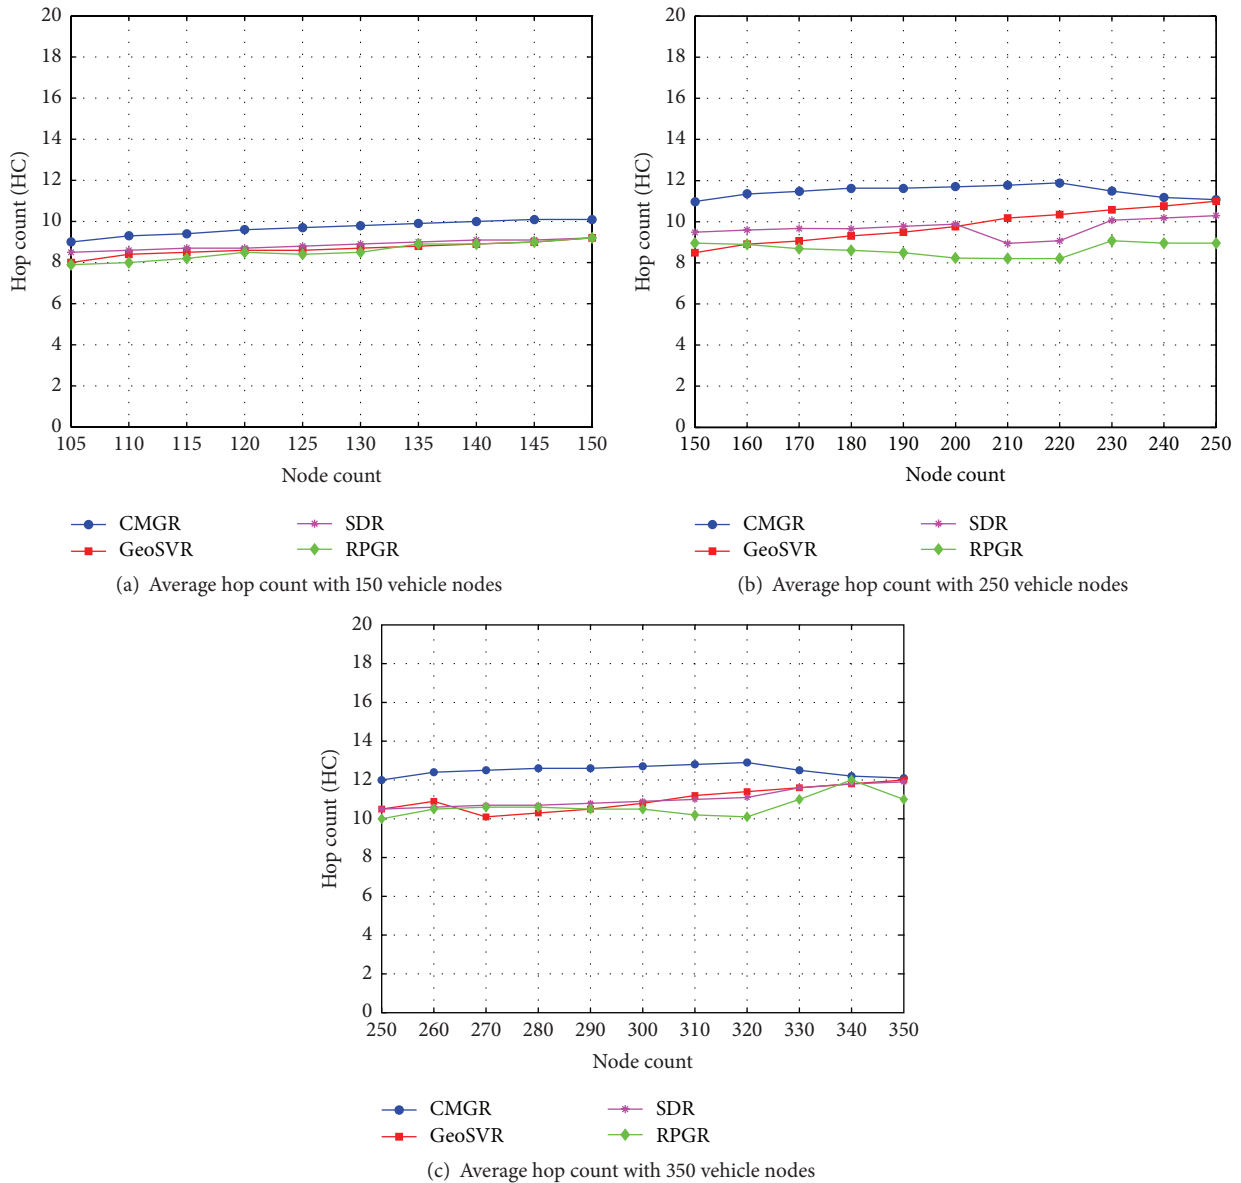 20
18
16
14
12
10
8
6
4
2
0
Hop count (HC)
105 110 115 120 125 130 135 140 145 150
Node count
CMGR SDR
GeoSVR RPGR
(a) Average hop count with 150 vehicle nodes
20
18
16
14
12
10
8
6
4
2
0
Hop count (HC)
150 160 170 180 190 200 210 220 230 240 250
Node count
CMGR SDR
GeoSVR RPGR
(b) Average hop count with 250 vehicle nodes
20
18
16
14
12
10
8
6
4
2
0
Hop count (HC)
250 260 270 280 290 300 310 320 330 340 350
Node count
CMGR SDR
GeoSVR RPGR
(c) Average hop count with 350 vehicle nodes